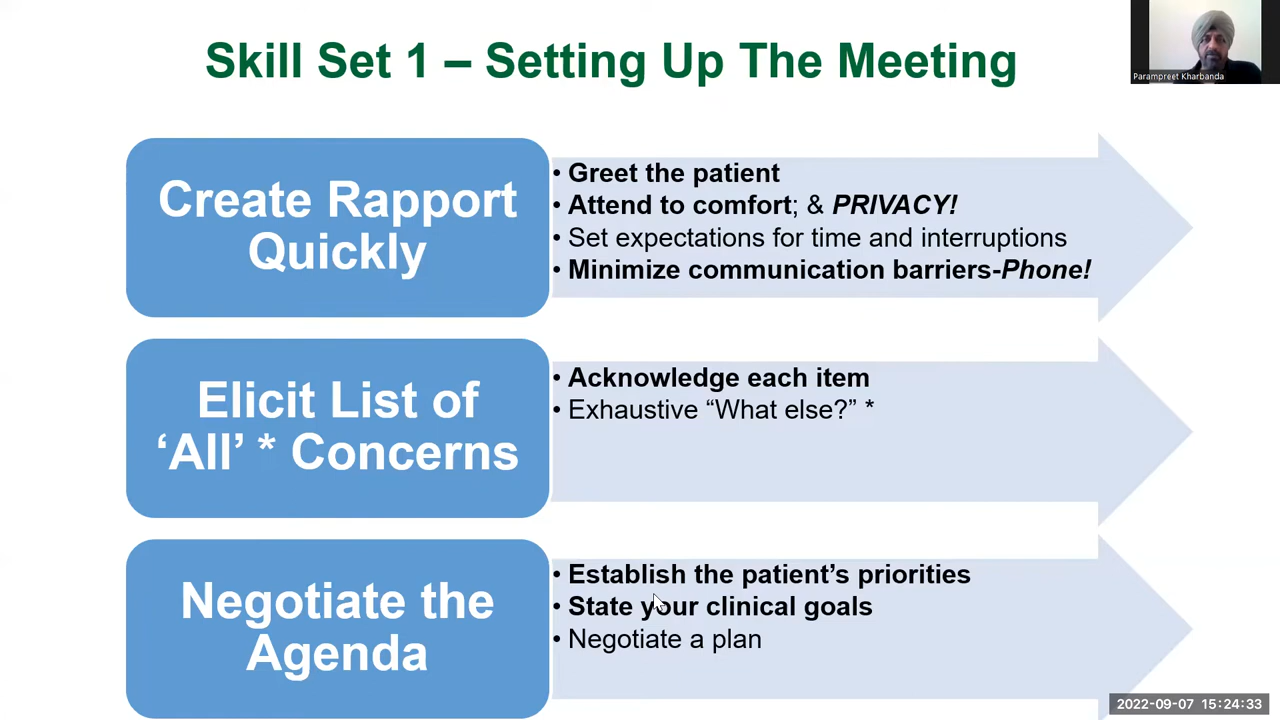 Skill Set 1 – Setting Up The Meeting
Parampreet Kharbanda
Create Rapport
Quickly
• Greet the patient
• Attend to comfort; & PRIVACY!
• Set expectations for time and interruptions
• Minimize communication barriers-Phone!
Elicit List of
‘All’ * Concerns
• Acknowledge each item
• Exhaustive “What else?” *
Negotiate the
Agenda
• Establish the patient’s priorities
• State your clinical goals
• Negotiate a plan
2022-09-07 15:24:33